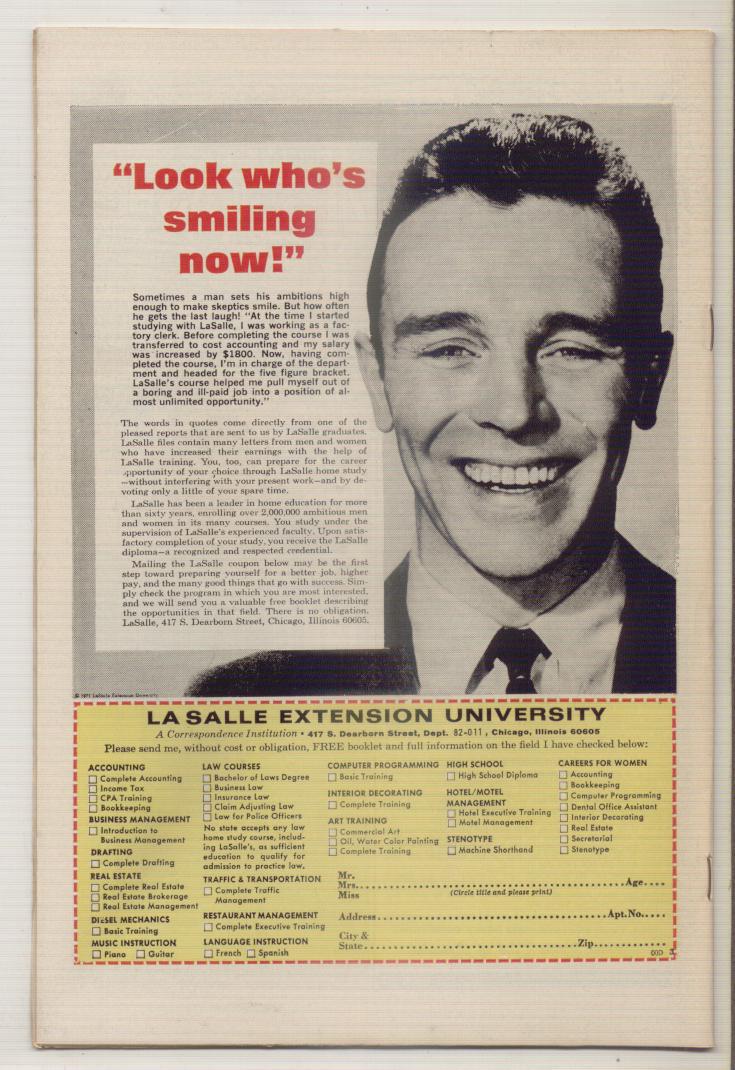 “Look who’s
smiling
now!”
Sometimes a man sets his ambitions high
enough to make skeptics smile. But how often
he gets the last laugh! “At the time I started
studying with LaSalle, I was working as a fac-
tory clerk. Before completing the course I was
transferred to cost accounting and my salary
was increased by $1800. Now, having com-
pleted the course, I’m in charge of the depart-
ment and headed for the five figure bracket.
LaSalle’s course helped me pull myself out of
a boring and ill-paid job into a position of al-
most unlimited opportunity.”
The words in quotes come directly from one of the
pleased reports that are sent to us by LaSalle graduates.
LaSalle files contain many letters from men and women
who have increased their earnings with the help of
LaSalle training. You, too, can prepare for the career
opportunity of your choice through LaSalle home study
—without interfering with your present work—and by de-
voting only a little of your spare time.
LaSalle has been a leader in home education for more
than sixty years, enrolling over 2,000,000 ambitious men
and women in its many courses. You study under the
supervision of LaSalle’s experienced faculty. Upon satis-
factory completion of your study, you receive the LaSalle
diploma—a recognized and respected credential.
Mailing the LaSalle coupon below may be the first
step toward preparing yourself for a better job, higher
pay, and the many good things that go with success. Sim-
ply check the program in which you are most interested,
and we will send you a valuable free booklet describing
the opportunities in that field. There is no obligation.
LaSalle, 417 S. Dearborn Street, Chicago, Illinois 60605.
© 1971 LaSalle Extension University
LA SALLE EXTENSION UNIVERSITY
A Correspondence Institution • 417 S. Dearborn Street, Dept. 82-011, Chicago, Illinois 60605
Please send me, without cost or obligation, FREE booklet and full information on the field I have checked below:
ACCOUNTING
☐ Complete Accounting
☐ Income Tax
☐ CPA Training
☐ Bookkeeping
BUSINESS MANAGEMENT
☐ Introduction to
Business Management
DRAFTING
☐ Complete Drafting
REAL ESTATE
☐ Complete Real Estate
☐ Real Estate Brokerage
☐ Real Estate Management
DIESEL MECHANICS
☐ Basic Training
MUSIC INSTRUCTION
☐ Piano ☐ Guitar
LAW COURSES
☐ Bachelor of Laws Degree
☐ Business Law
☐ Insurance Law
☐ Claim Adjusting Law
☐ Law for Police Officers
No state accepts any law
home study course, includ-
ing LaSalle’s, as sufficient
education to qualify for
admission to practice law.
TRAFFIC & TRANSPORTATION
☐ Complete Traffic
Management
RESTAURANT MANAGEMENT
☐ Complete Executive Training
LANGUAGE INSTRUCTION
☐ French ☐ Spanish
COMPUTER PROGRAMMING
☐ Basic Training
INTERIOR DECORATING
☐ Complete Training
ART TRAINING
☐ Commercial Art
☐ Oil, Water Color Painting
☐ Complete Training
HIGH SCHOOL
☐ High School Diploma
HOTEL/MOTEL
MANAGEMENT
☐ Hotel Executive Training
☐ Motel Management
STENOTYPE
☐ Machine Shorthand
CAREERS FOR WOMEN
☐ Accounting
☐ Bookkeeping
☐ Computer Programming
☐ Dental Office Assistant
☐ Interior Decorating
☐ Real Estate
☐ Secretarial
☐ Stenotype
Mr.
Mrs. Age
Miss (Circle title and please print)
Address Apt.No.
City &
State Zip